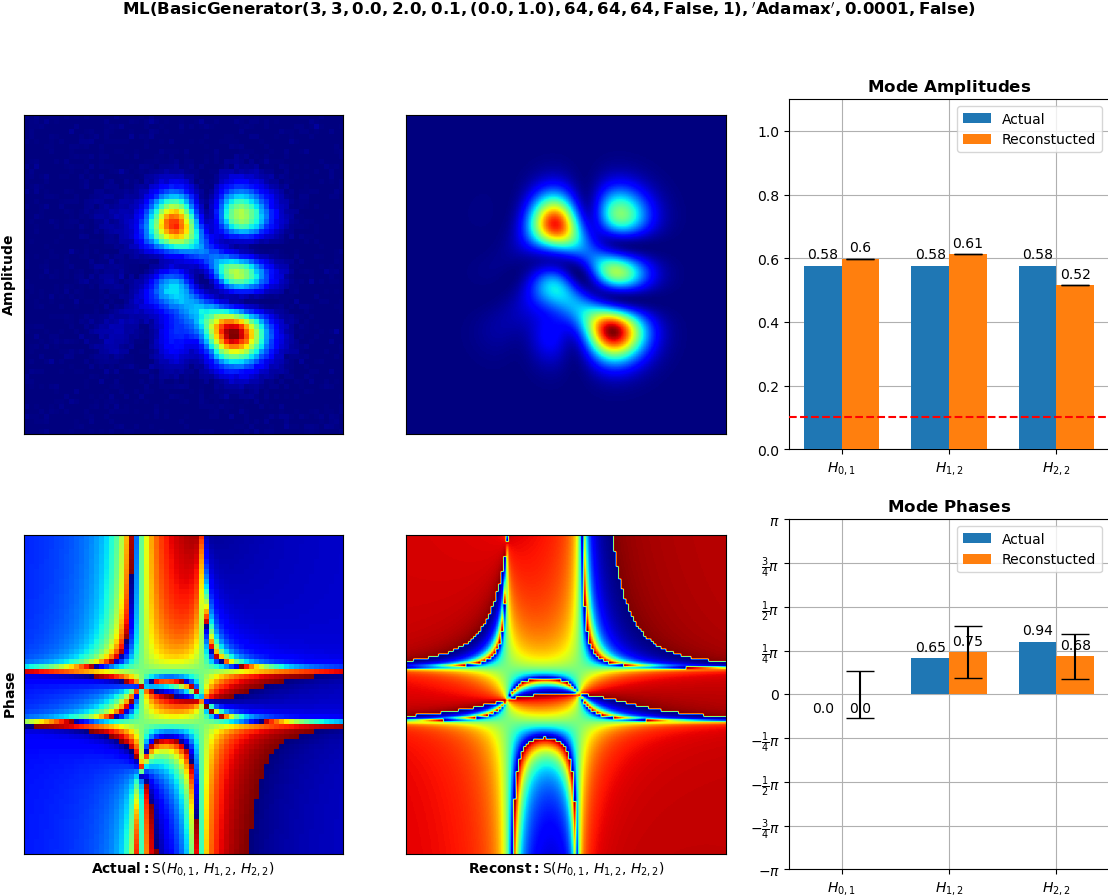 ML(BasicGenerator(3, 3, 0.0, 2.0, 0.1, (0.0, 1.0), 64, 64, 64, False, 1), ′Adamax′, 0.0001, False)
Amplitude
Mode Amplitudes
Actual
Reconstucted
1.0
0.8
0.6
0.4
0.2
0.0
0.58
0.6
0.58
0.61
0.58
0.52
H0,1
H1,2
H2,2
Phase
Actual: S(H0,1, H1,2, H2,2)
Reconst: S(H0,1, H1,2, H2,2)
Mode Phases
Actual
Reconstucted
π
3/4π
1/2π
1/4π
0
−1/4π
−1/2π
−3/4π
−π
0.0
0.0
0.65
0.75
0.94
0.68
H0,1
H1,2
H2,2